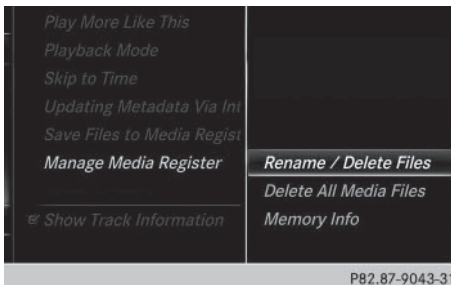 Play More Like This
Playback Mode
Skip to Time
Updating Metadata Via Int
Save Files to Media Regist
Manage Media Register
Rename / Delete Files
Delete All Media Files
Show Track Information
Memory Info
P82.87-9043-31